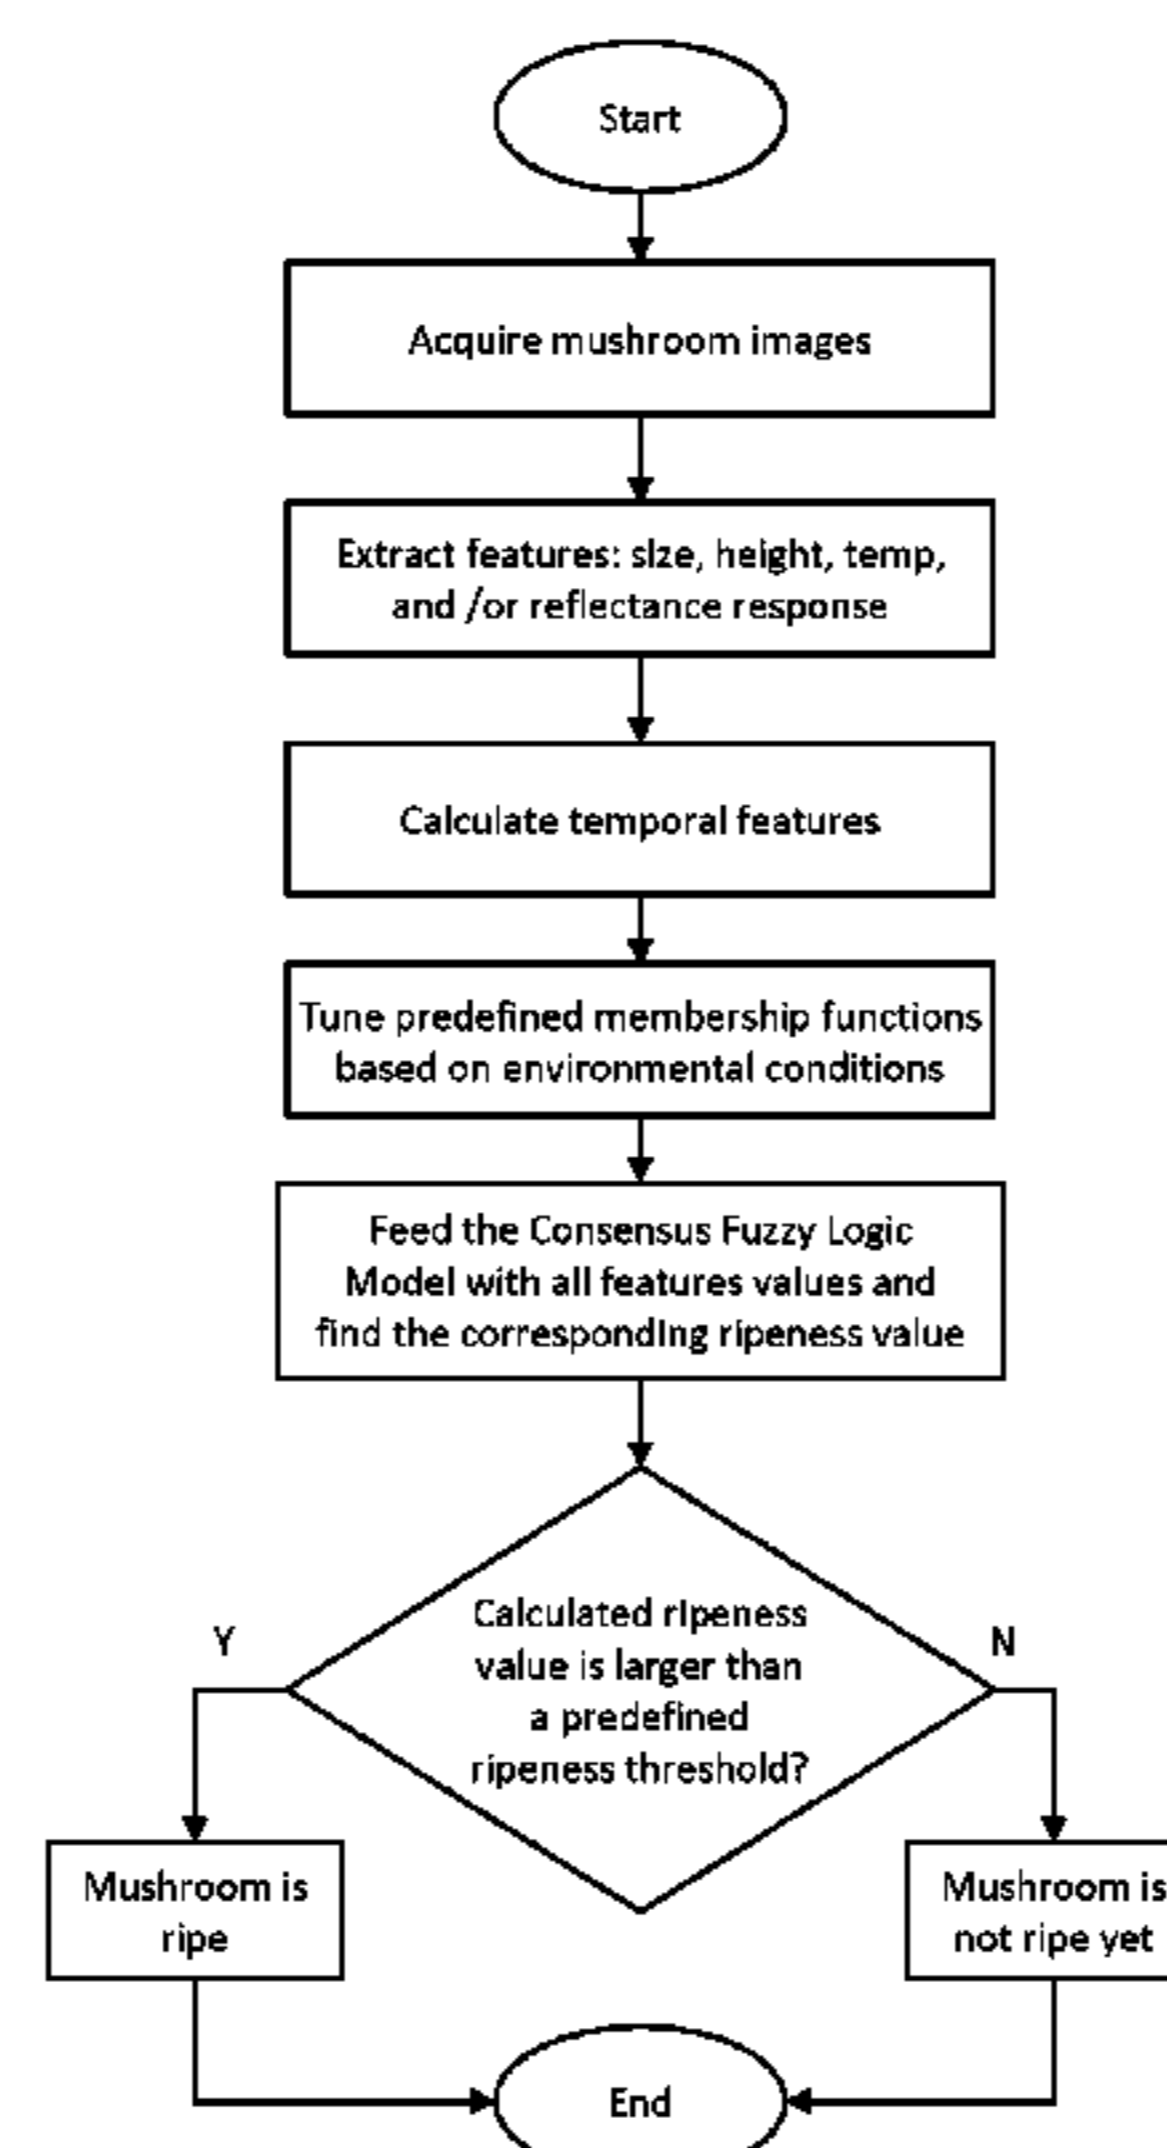 Start
Acquire mushroom images
Extract features: size, height, temp,
and /or reflectance response
Calculate temporal features
Tune predefined membership functions
based on environmental conditions
Feed the Consensus Fuzzy Logic
Model with all features values and
find the corresponding ripeness value
Calculated ripeness
value is larger than
a predefined
ripeness threshold?
Y
N
Mushroom is
ripe
Mushroom is
not ripe yet
End